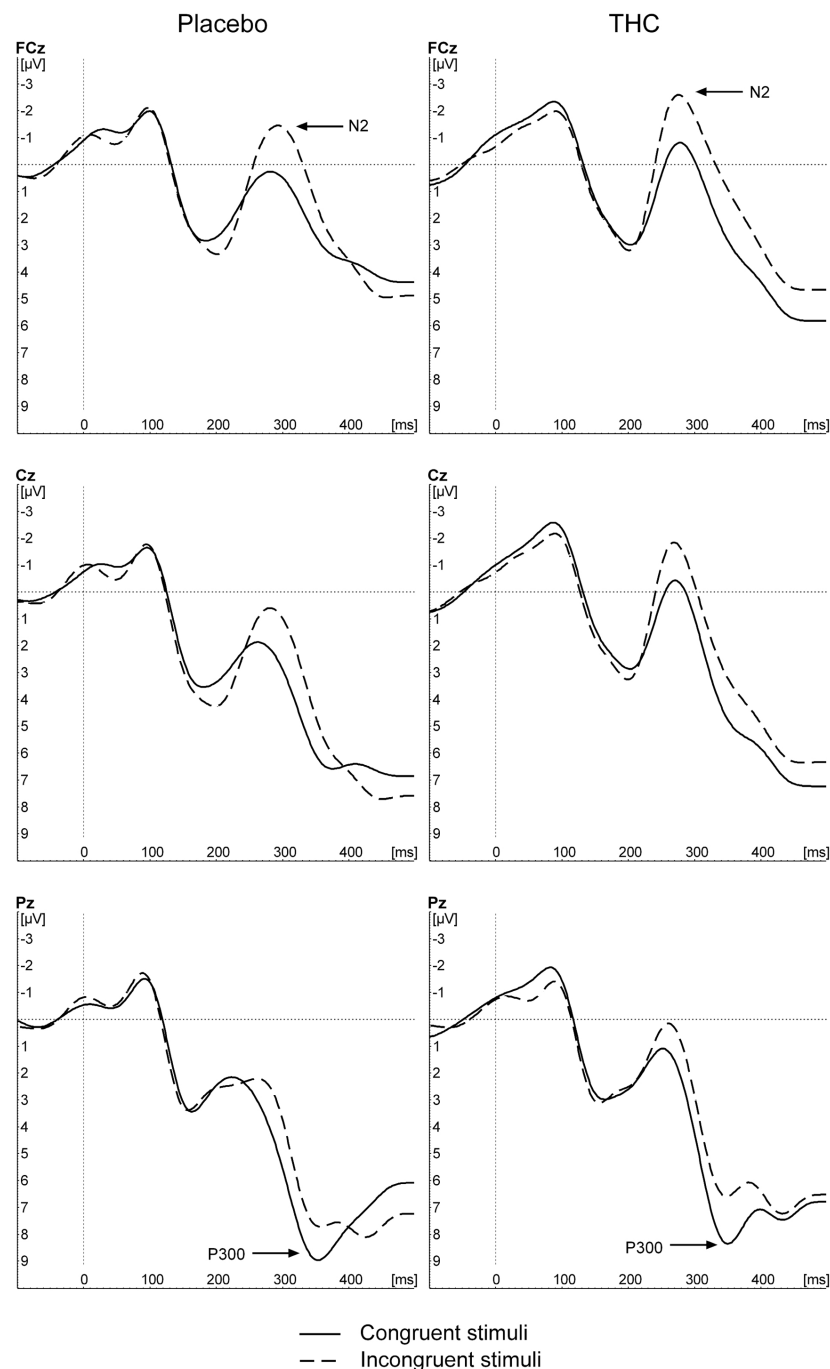 Placebo THC
FCz FCz
[µV] [µV]
-3 -3
-2 N2 -2 N2
-1 -1
1 1
2 2
3 3
4 4
5 5
6 6
7 7
8 8
9 9
0 100 200 300 400 [ms] 0 100 200 300 400 [ms]
Cz Cz
[µV] [µV]
-3 -3
-2 -2
-1 -1
1 1
2 2
3 3
4 4
5 5
6 6
7 7
8 8
9 9
0 100 200 300 400 [ms] 0 100 200 300 400 [ms]
Pz Pz
[µV] [µV]
-3 -3
-2 -2
-1 -1
1 1
2 2
3 3
4 4
5 5
6 6
7 7
8 8
P300 P300
9 9
0 100 200 300 400 [ms] 0 100 200 300 400 [ms]
Congruent stimuli
Incongruent stimuli